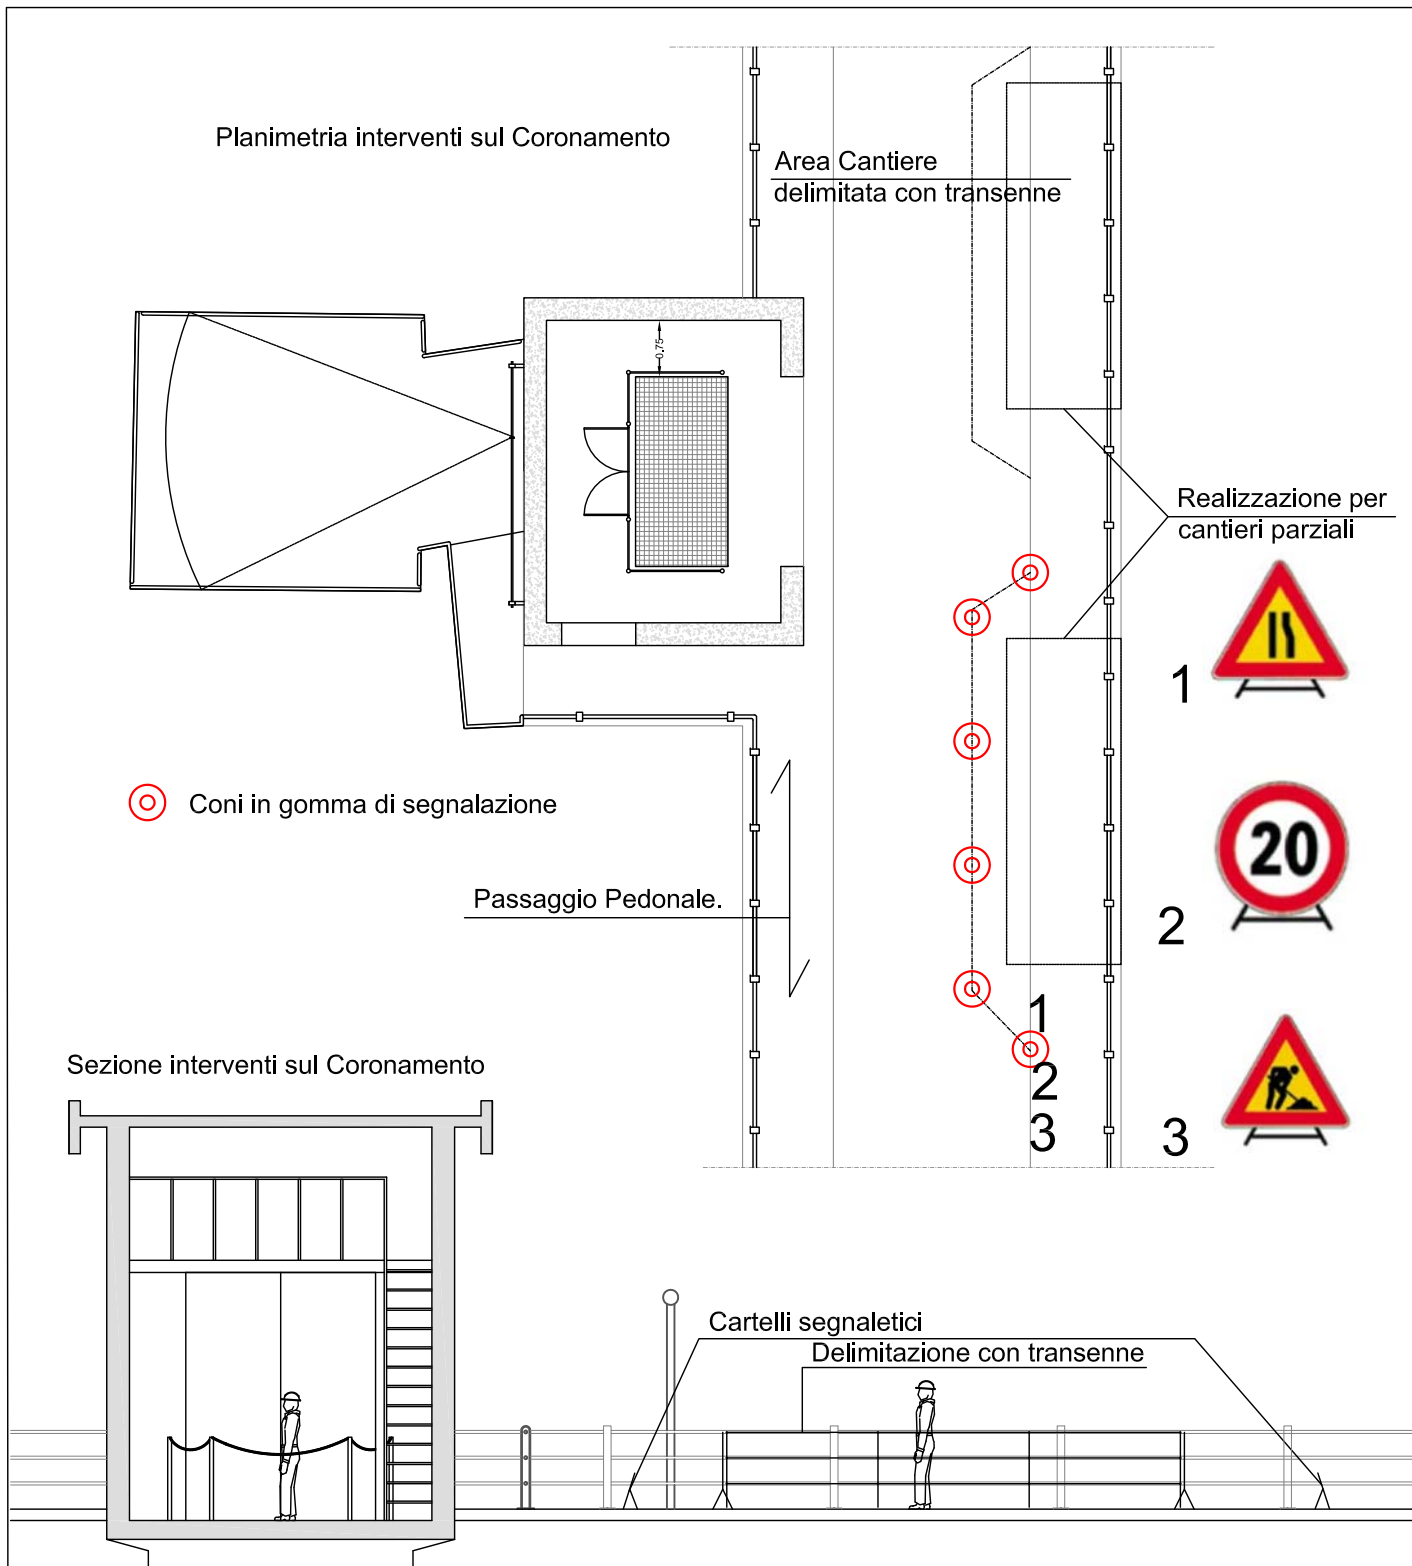 Planimetria interventi sul Coronamento
Area Cantiere
delimitata con transenne
0.75
Realizzazione per
cantieri parziali
1
Coni in gomma di segnalazione
20
2
Passaggio Pedonale.
1
2
3
3
Sezione interventi sul Coronamento
Cartelli segnaletici
Delimitazione con transenne